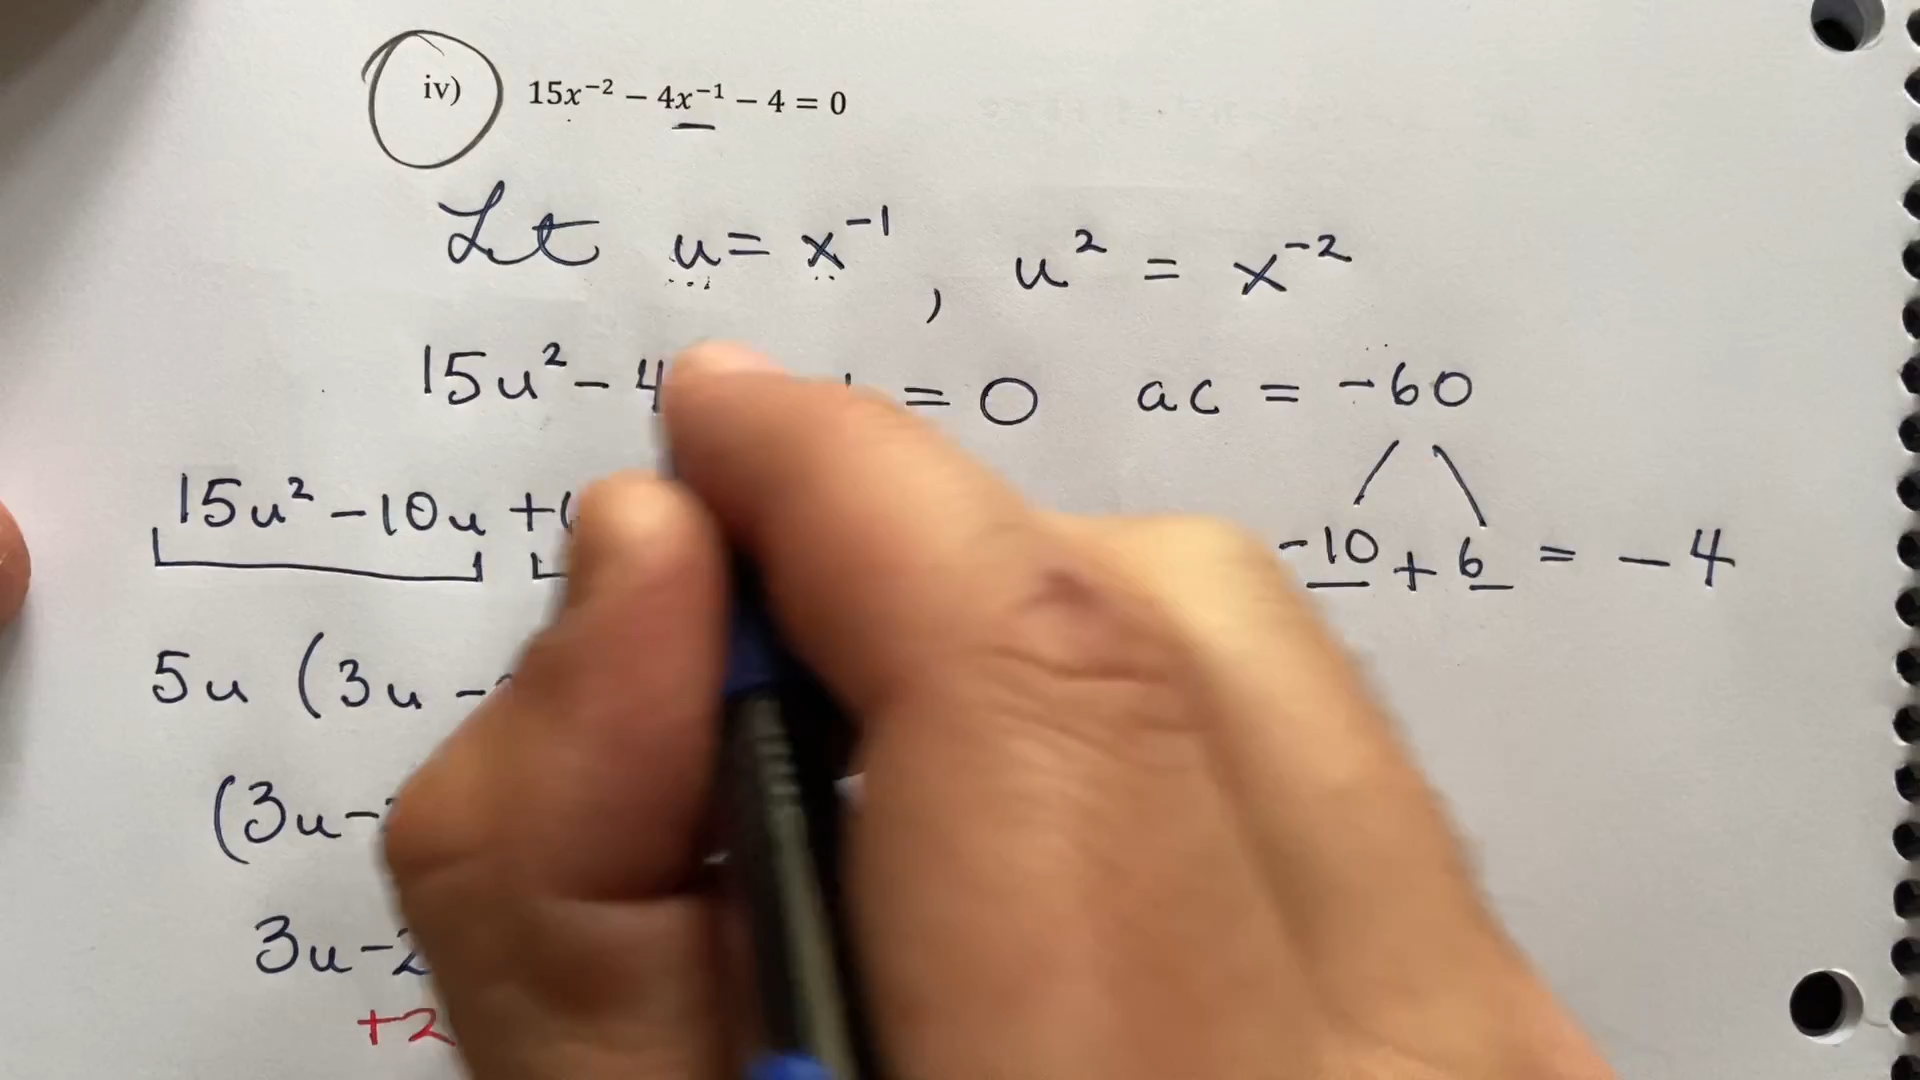 iv) 15x⁻² − 4x⁻¹ − 4 = 0
Let u = x⁻¹, u² = x⁻²
15u² − 4 = 0 ac = −60
15u² −10u + −10 + 6 = −4
5u (3u −
(3u −
3u − 2
+2